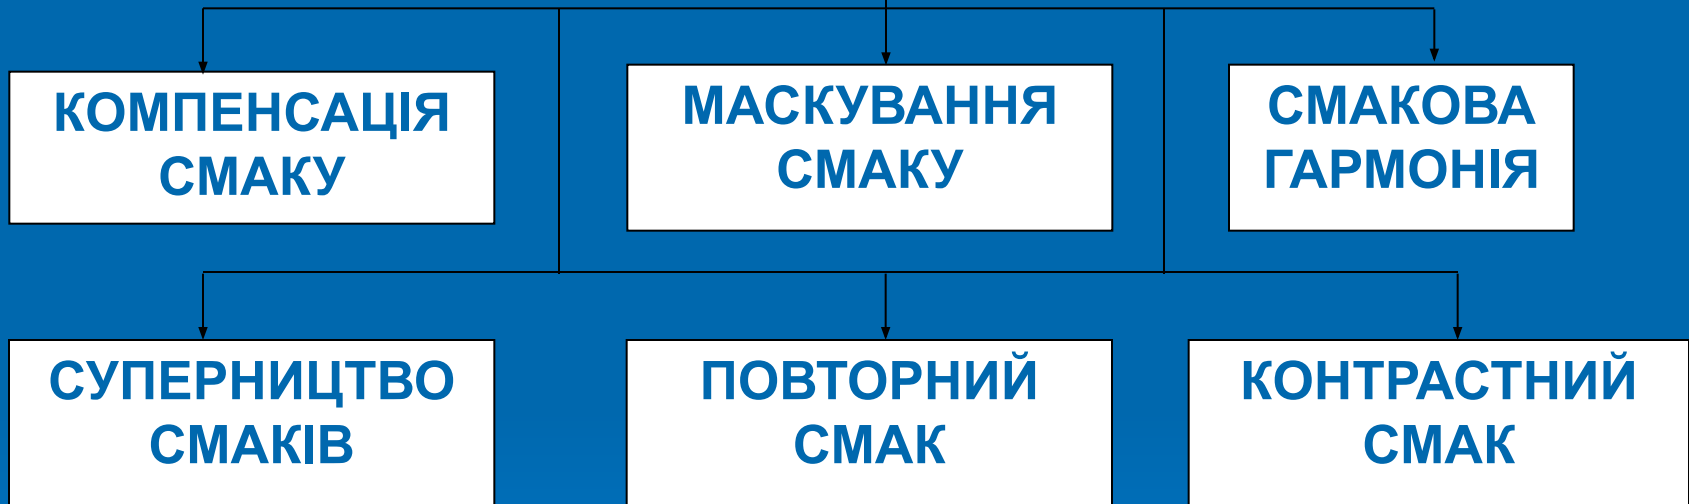 КОМПЕНСАЦІЯ
СМАКУ
МАСКУВАННЯ
СМАКУ
СМАКОВА
ГАРМОНІЯ
СУПЕРНИЦТВО
СМАКІВ
ПОВТОРНИЙ
СМАК
КОНТРАСТНИЙ
СМАК